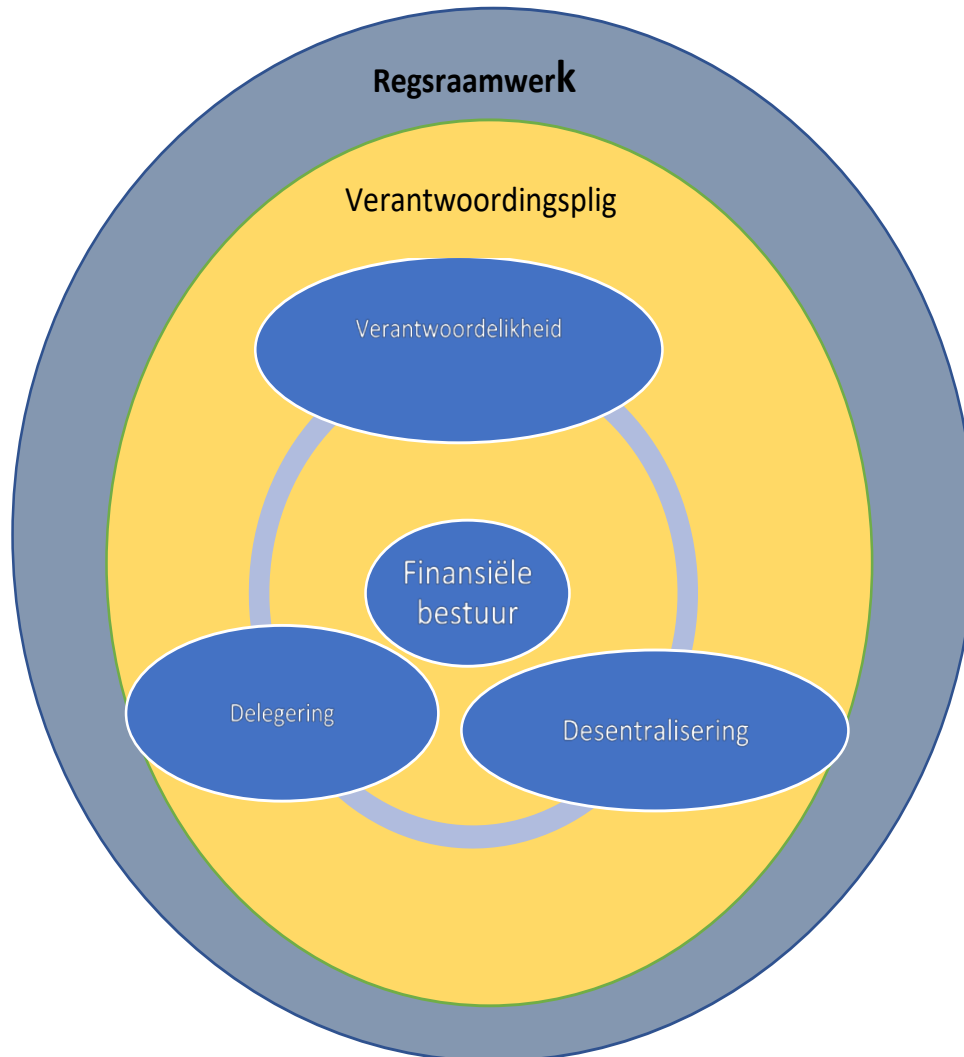 Regsraamwerk
Verantwoordingsplig
Verantwoordelikheid
Finansiële
bestuur
Delegering
Desentralisering